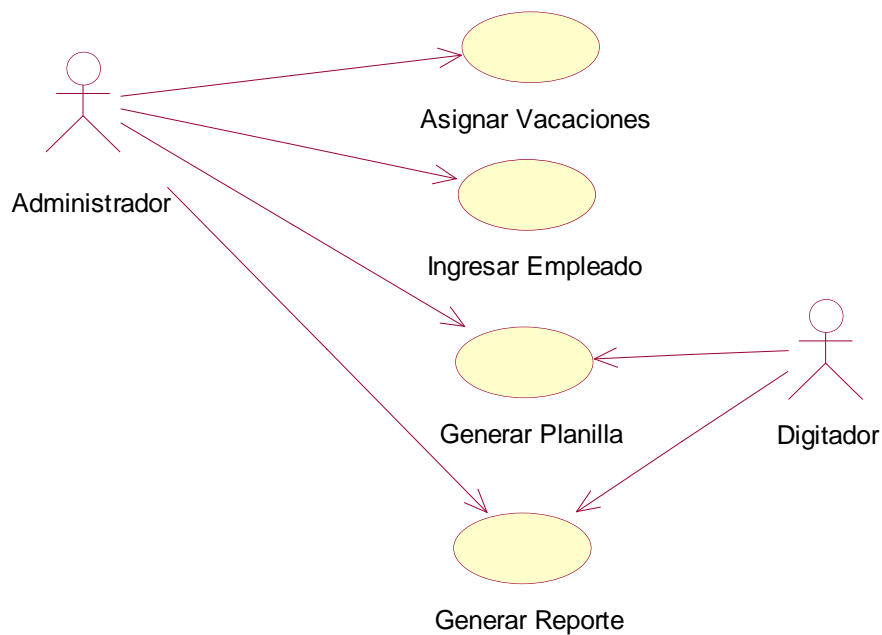 Asignar Vacaciones
Administrador
Ingresar Empleado
Generar Planilla
Digitador
Generar Reporte